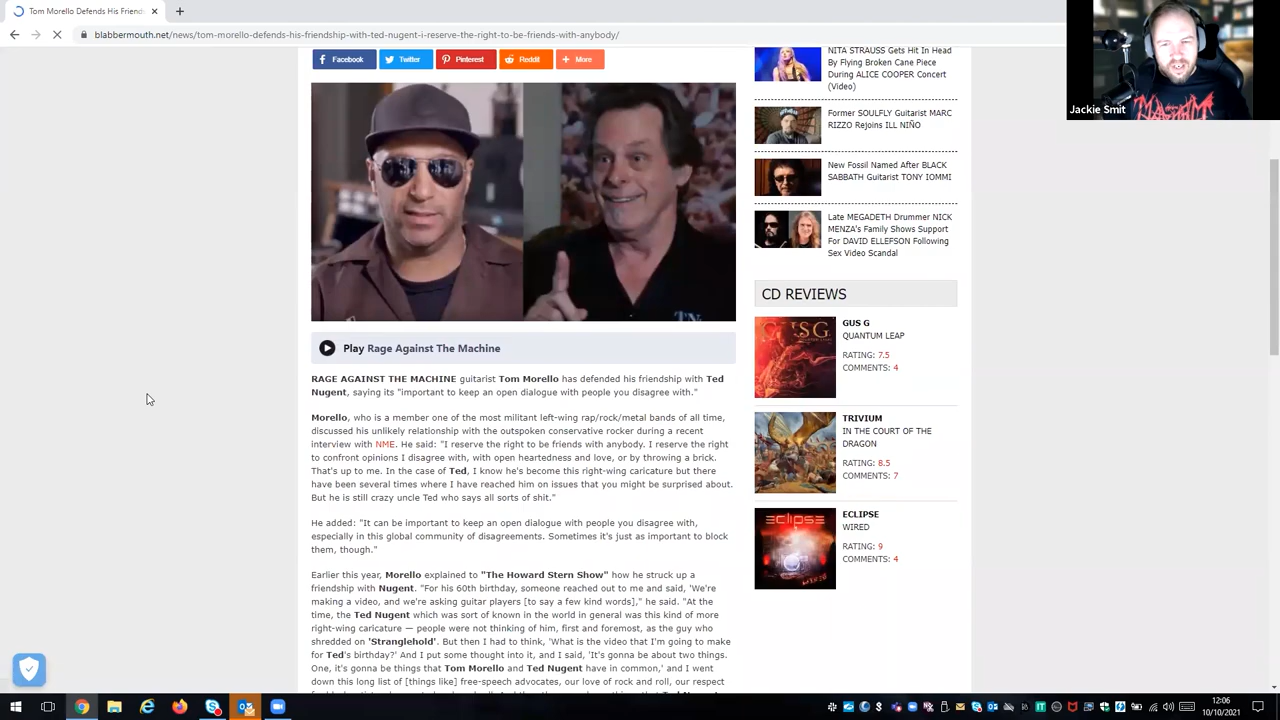 Tom Morello Defends His Friends
blabbermouth.net/news/tom-morello-defends-his-friendship-with-ted-nugent-i-reserve-the-right-to-be-friends-with-anybody/
Jackie Smit
Facebook
Twitter
Pinterest
Reddit
More
Play Rage Against The Machine
RAGE AGAINST THE MACHINE guitarist Tom Morello has defended his friendship with Ted
Nugent, saying its "important to keep an open dialogue with people you disagree with."
Morello, who is a member one of the most militant left-wing rap/rock/metal bands of all time,
discussed his unlikely relationship with the outspoken conservative rocker during a recent
interview with NME. He said: "I reserve the right to be friends with anybody. I reserve the right
to confront opinions I disagree with, with open heartedness and love, or by throwing a brick.
That's up to me. In the case of Ted, I know he's become this right-wing caricature but there
have been several times where I have reached him on issues that you might be surprised about.
But he is still crazy uncle Ted who says all sorts of shit."
He added: "It can be important to keep an open dialogue with people you disagree with,
especially in this global community of disagreements. Sometimes it's just as important to block
them, though."
Earlier this year, Morello explained to "The Howard Stern Show" how he struck up a
friendship with Nugent. "For his 60th birthday, someone reached out to me and said, 'We're
making a video, and we're asking guitar players [to say a few kind words]," he said. "At the
time, the Ted Nugent which was sort of known in the world in general was this kind of more
right-wing caricature — people were not thinking of him, first and foremost, as the guy who
shredded on 'Stranglehold'. But then I had to think, 'What is the video that I'm going to make
for Ted's birthday?' And I put some thought into it, and I said, 'It's gonna be about two things.
One, it's gonna be things that Tom Morello and Ted Nugent have in common,' and I went
down this long list of [things like] free-speech advocates, our love of rock and roll, our respect
NITA STRAUSS Gets Hit In Head
By Flying Broken Cane Piece
During ALICE COOPER Concert
(Video)
Former SOULFLY Guitarist MARC
RIZZO Rejoins ILL NIÑO
New Fossil Named After BLACK
SABBATH Guitarist TONY IOMMI
Late MEGADETH Drummer NICK
MENZA's Family Shows Support
For DAVID ELLEFSON Following
Sex Video Scandal
CD REVIEWS
GUS G
QUANTUM LEAP
RATING: 7.5
COMMENTS: 4
TRIVIUM
IN THE COURT OF THE
DRAGON
RATING: 8.5
COMMENTS: 7
ECLIPSE
WIRED
RATING: 9
COMMENTS: 4
12:06
10/10/2021